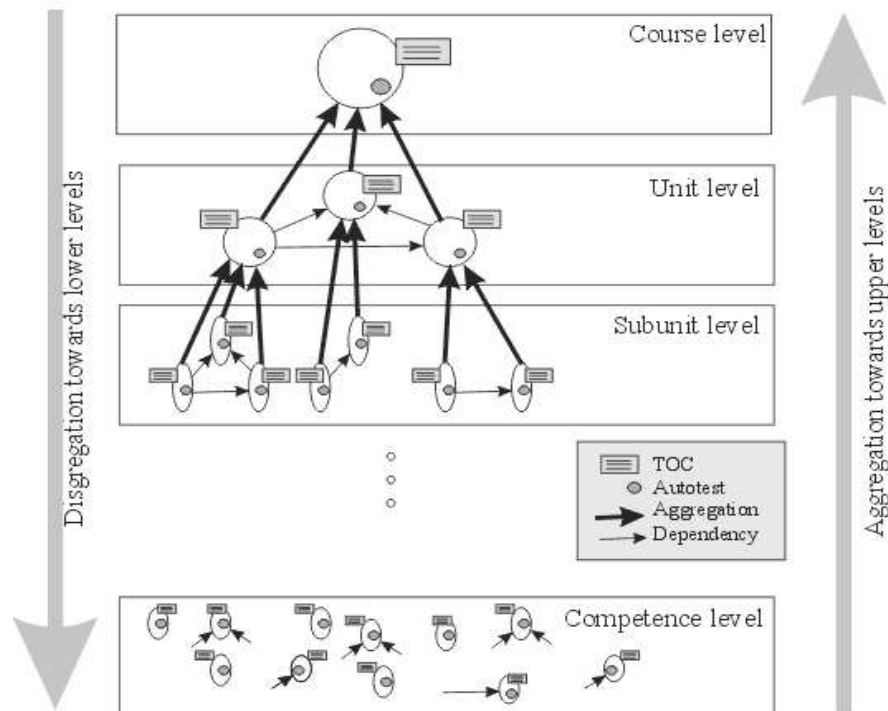 Course level
Unit level
Subunit level
TOC
Autotest
Aggregation
Dependency
Competence level
Disgregation towards lower levels
Aggregation towards upper levels